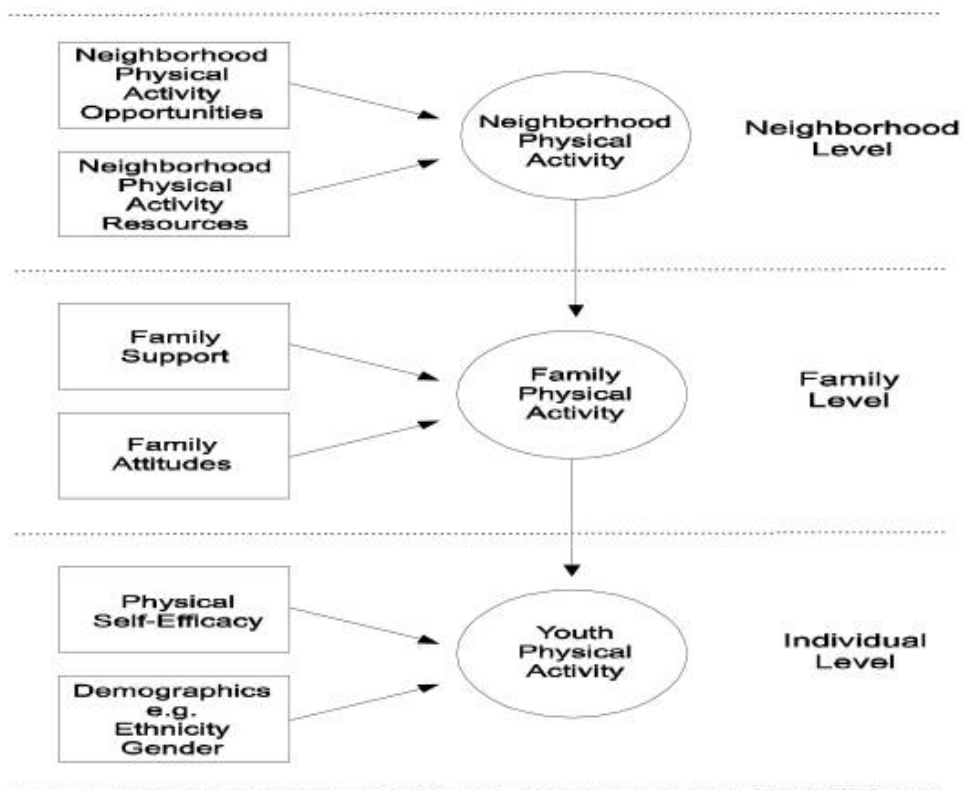 Neighborhood
Physical
Activity
Opportunities
Neighborhood
Physical
Activity
Resources
Neighborhood
Physical
Activity
Neighborhood
Level
Family
Support
Family
Attitudes
Family
Physical
Activity
Family
Level
Physical
Self-Efficacy
Demographics
e.g.
Ethnicity
Gender
Youth
Physical
Activity
Individual
Level